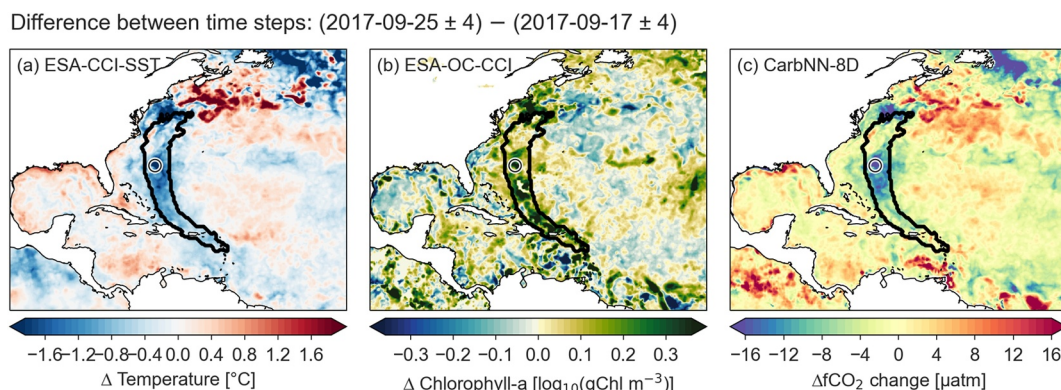 Difference between time steps: (2017-09-25 ± 4) − (2017-09-17 ± 4)
(a) ESA-CCI-SST
(b) ESA-OC-CCI
(c) CarbNN-8D
−1.6−1.2−0.8−0.4 0.0 0.4 0.8 1.2 1.6
−0.3 −0.2 −0.1 0.0 0.1 0.2 0.3
−16 −12 −8 −4 0 4 8 12 16
Δ Temperature [°C]
Δ Chlorophyll-a [log₁₀(gChl m⁻³)]
ΔfCO₂ change [µatm]